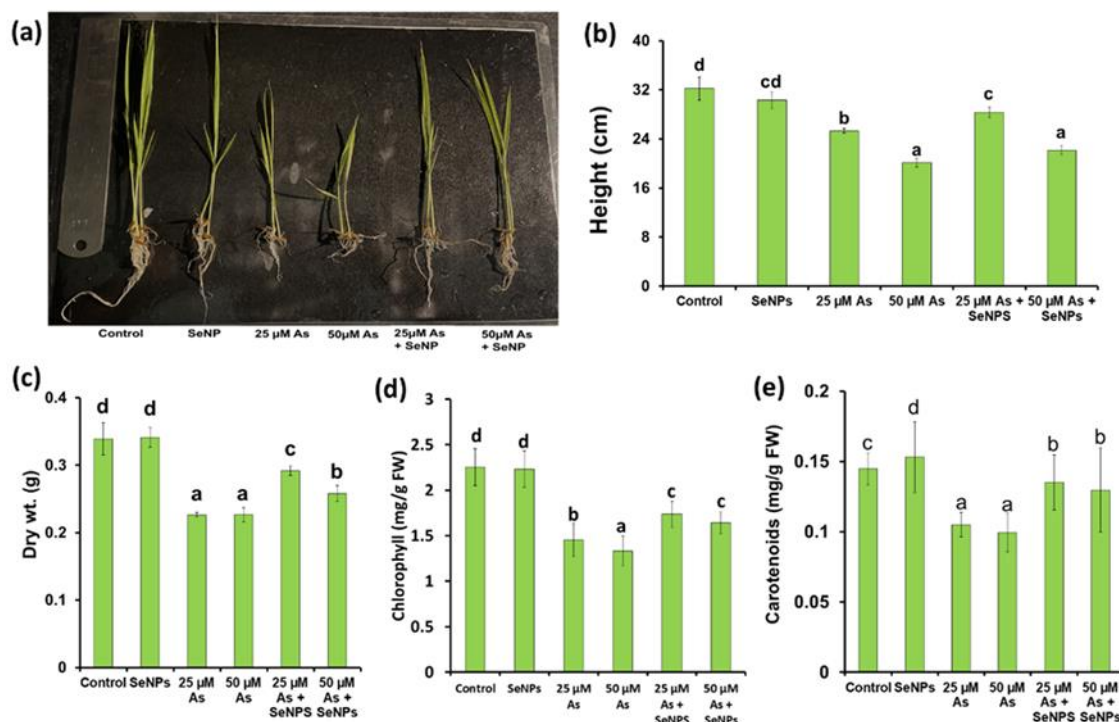 (a)
Control
SeNP
25 µM As
50µM As
25µM As
+ SeNP
50µM As
+ SeNP
(b)
Height (cm)
40
32
24
16
8
0
d
cd
b
a
c
a
Control
SeNPs
25 µM As
50 µM As
25 µM As +
SeNPS
50 µM As +
SeNPs
(c)
Dry wt. (g)
0.4
0.3
0.2
0.1
0
d
d
a
a
c
b
Control
SeNPs
25 µM
As
50 µM
As
25 µM
As +
SeNPS
50 µM
As +
SeNPs
(d)
Chlorophyll (mg/g FW)
3
2.5
2
1.5
1
0.5
0
d
d
b
a
c
c
Control
SeNPs
25 µM
As
50 µM
As
25 µM
As +
SeNPS
50 µM
As +
SeNPs
(e)
Carotenoids (mg/g FW)
0.2
0.15
0.1
0.05
0
c
d
a
a
b
b
Control
SeNPs
25 µM
As
50 µM
As
25 µM
As +
SeNPS
50 µM
As +
SeNPs